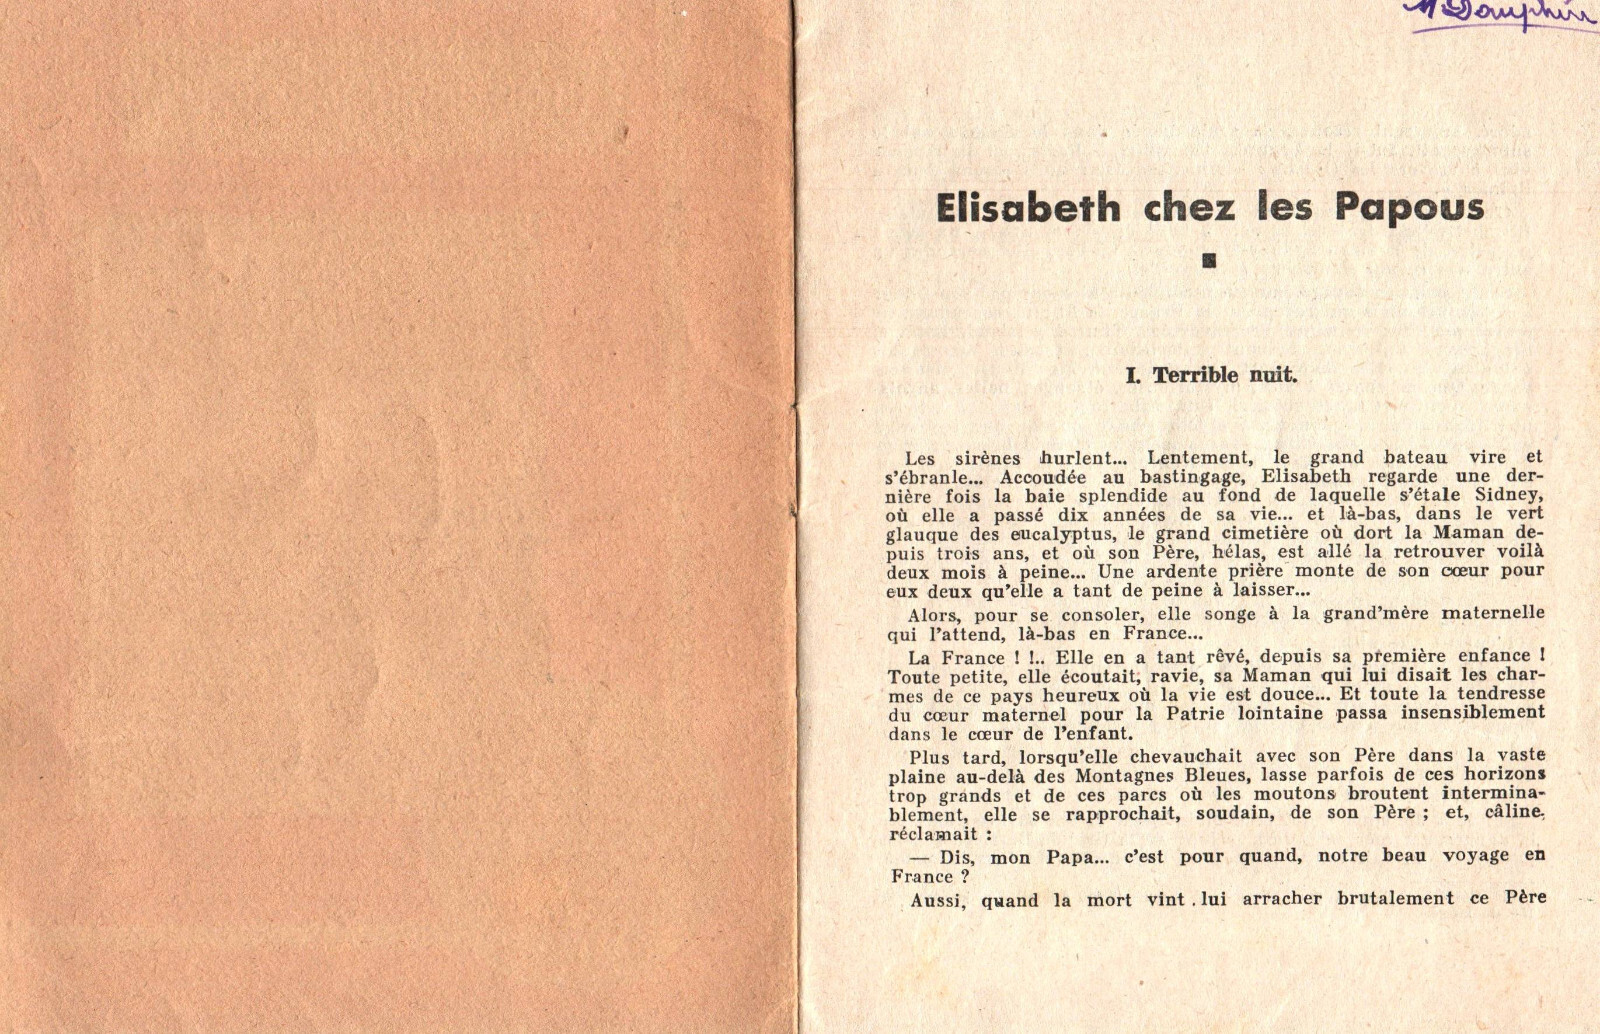 M Dauphin
Elisabeth chez les Papous
I. Terrible nuit.
Les sirènes hurlent... Lentement, le grand bateau vire et
s'ébranle... Accoudée au bastingage, Elisabeth regarde une der-
nière fois la baie splendide au fond de laquelle s'étale Sidney,
où elle a passé dix années de sa vie... et là-bas, dans le vert
glauque des eucalyptus, le grand cimetière où dort la Maman de-
puis trois ans, et où son Père, hélas, est allé la retrouver voilà
deux mois à peine... Une ardente prière monte de son cœur pour
eux deux qu'elle a tant de peine à laisser...
Alors, pour se consoler, elle songe à la grand'mère maternelle
qui l'attend, là-bas en France...
La France ! !.. Elle en a tant rêvé, depuis sa première enfance !
Toute petite, elle écoutait, ravie, sa Maman qui lui disait les char-
mes de ce pays heureux où la vie est douce... Et toute la tendresse
du cœur maternel pour la Patrie lointaine passa insensiblement
dans le cœur de l'enfant.
Plus tard, lorsqu'elle chevauchait avec son Père dans la vaste
plaine au-delà des Montagnes Bleues, lasse parfois de ces horizons
trop grands et de ces parcs où les moutons broutent intermina-
blement, elle se rapprochait, soudain, de son Père ; et, câline,
réclamait :
— Dis, mon Papa... c'est pour quand, notre beau voyage en
France ?
Aussi, quand la mort vint lui arracher brutalement ce Père